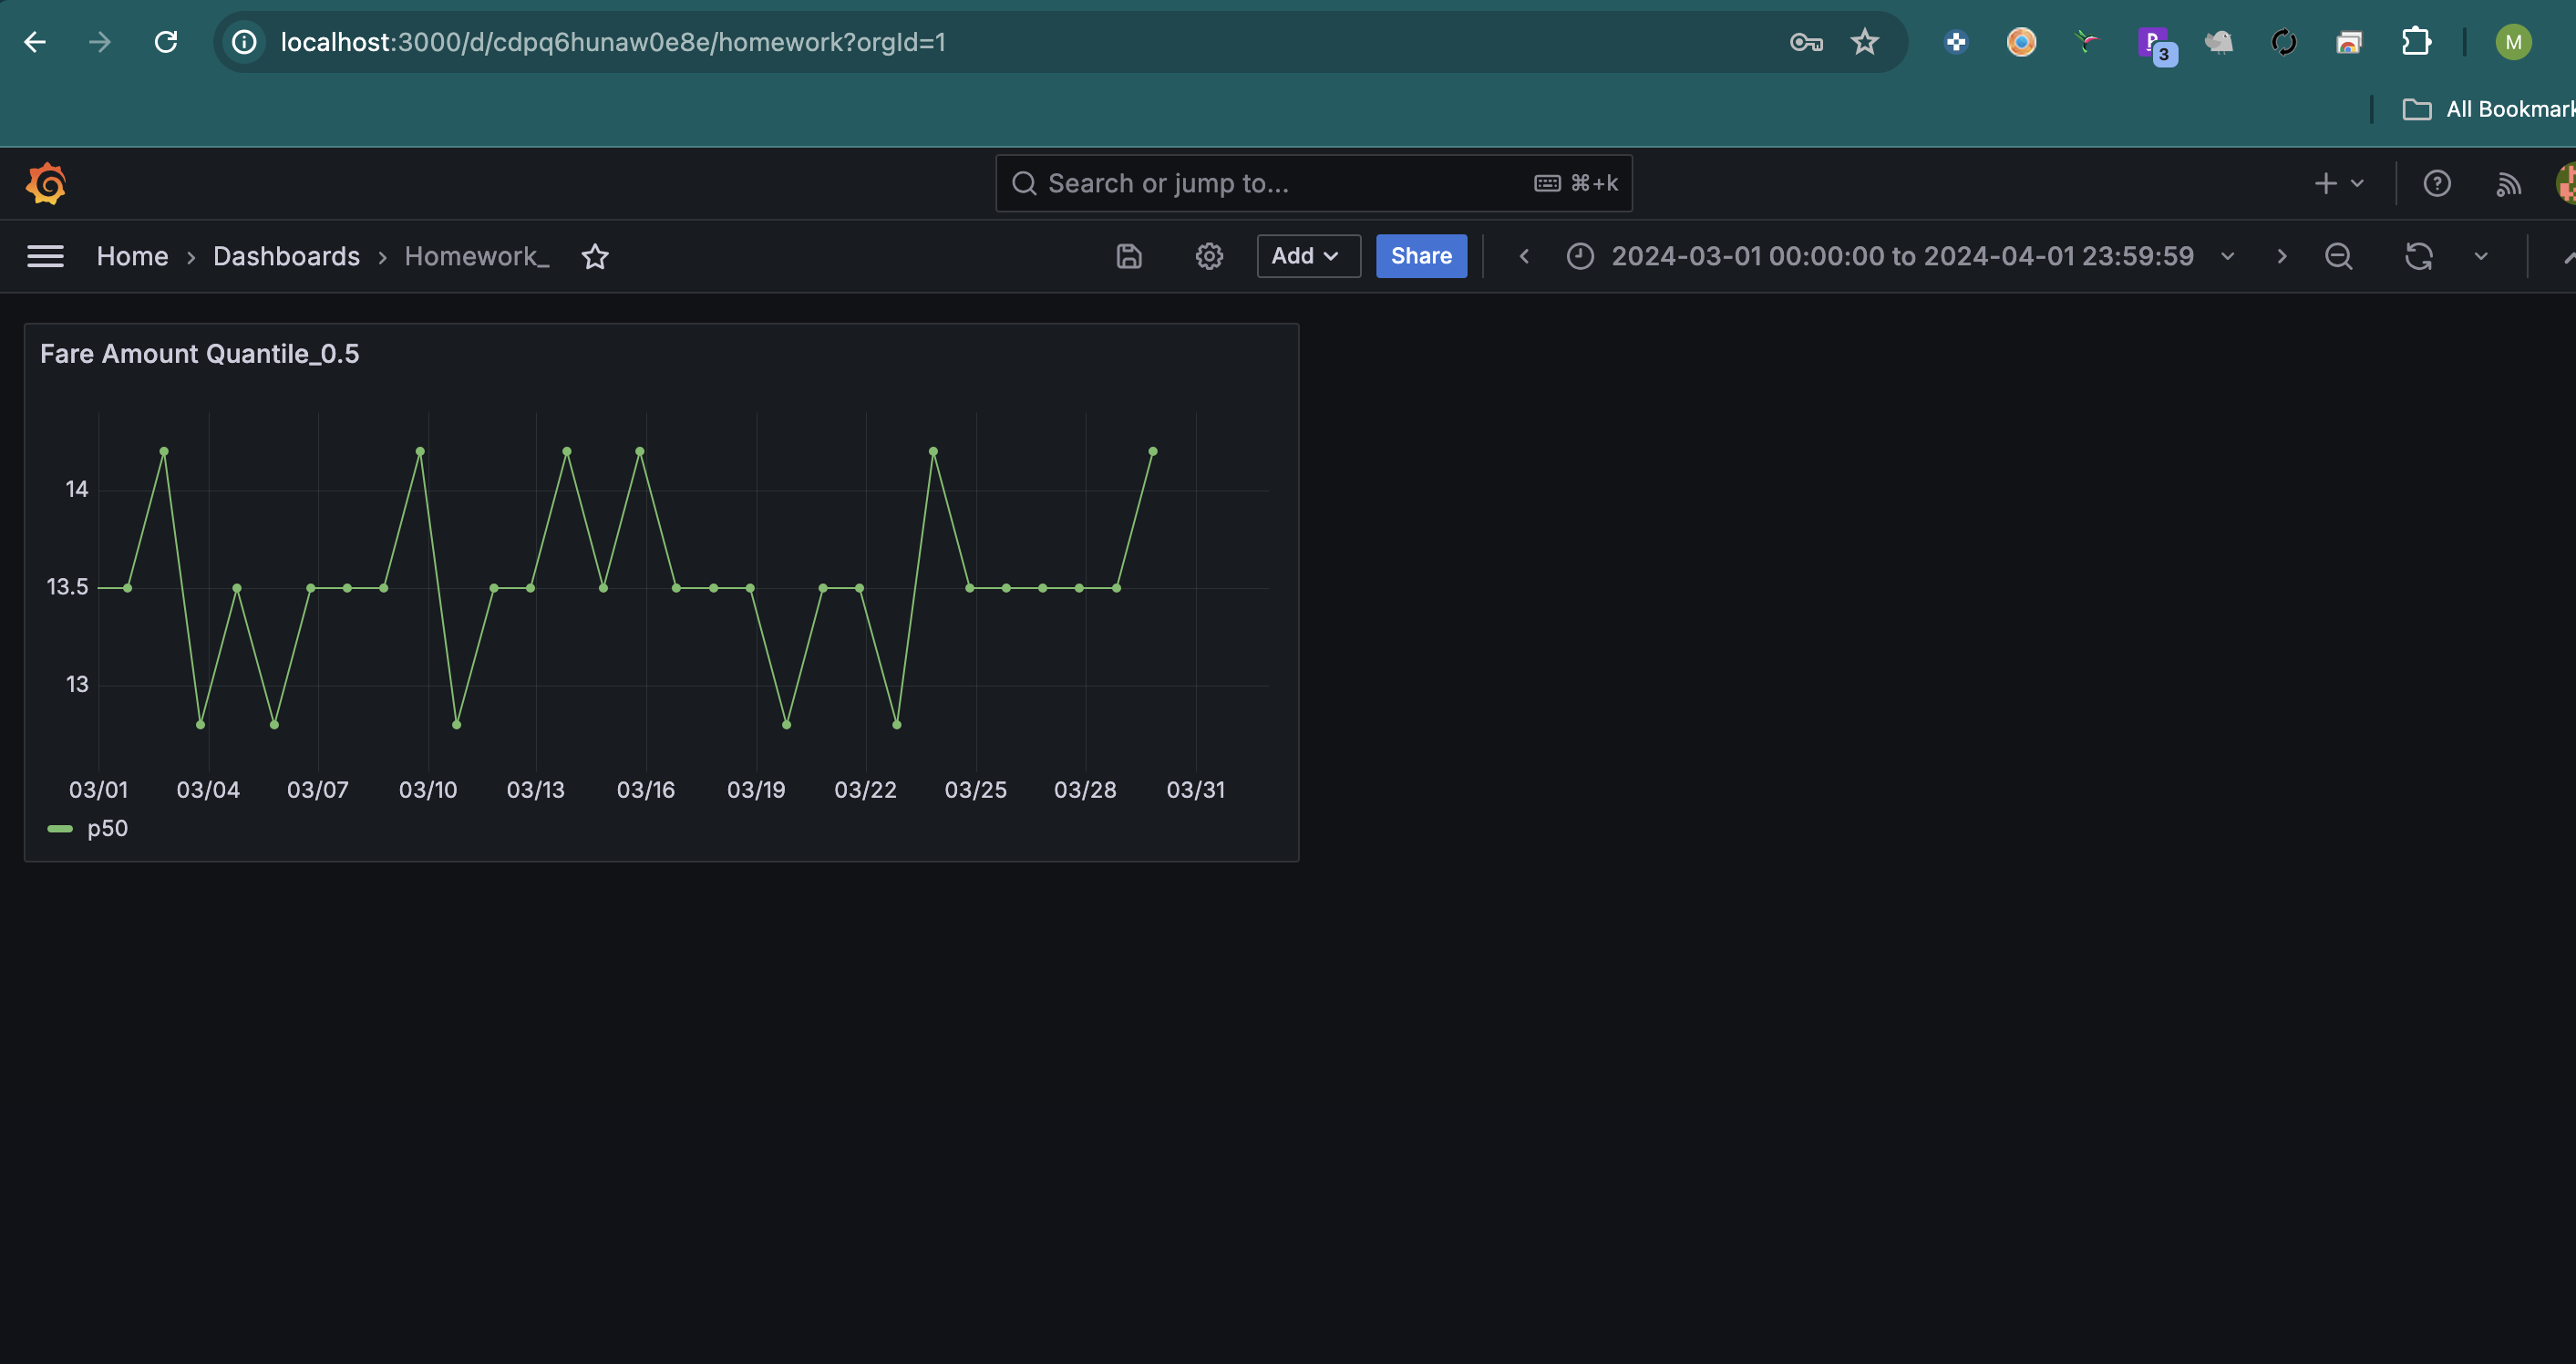 localhost:3000/d/cdpq6hunaw0e8e/homework?orgId=1
3
M
All Bookmark
Search or jump to...
⌘+k
Home › Dashboards › Homework_
Add
Share
2024-03-01 00:00:00 to 2024-04-01 23:59:59
Fare Amount Quantile_0.5
14
13.5
13
03/01 03/04 03/07 03/10 03/13 03/16 03/19 03/22 03/25 03/28 03/31
p50